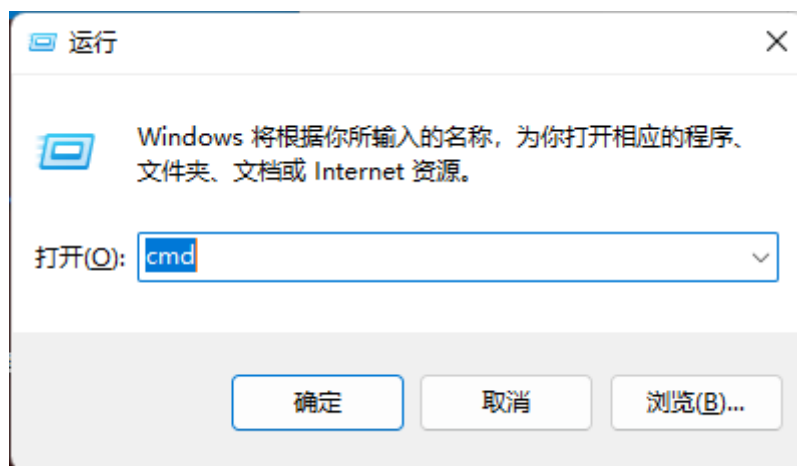 运行
Windows 将根据你所输入的名称，为你打开相应的程序、
文件夹、文档或 Internet 资源。
打开(O): cmd
确定 取消 浏览(B)...